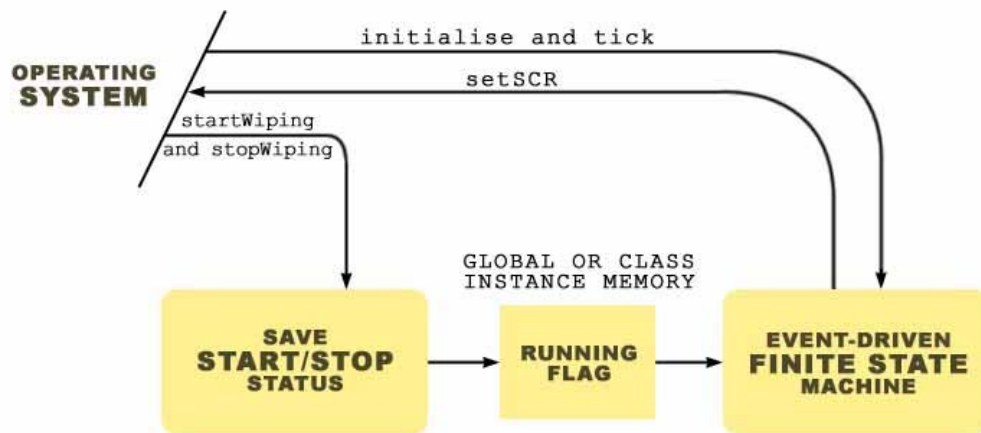 initialise and tick
OPERATING
SYSTEM
setSCR
startWiping
and stopWiping
GLOBAL OR CLASS
INSTANCE MEMORY
SAVE
START/STOP
STATUS
RUNNING
FLAG
EVENT-DRIVEN
FINITE STATE
MACHINE